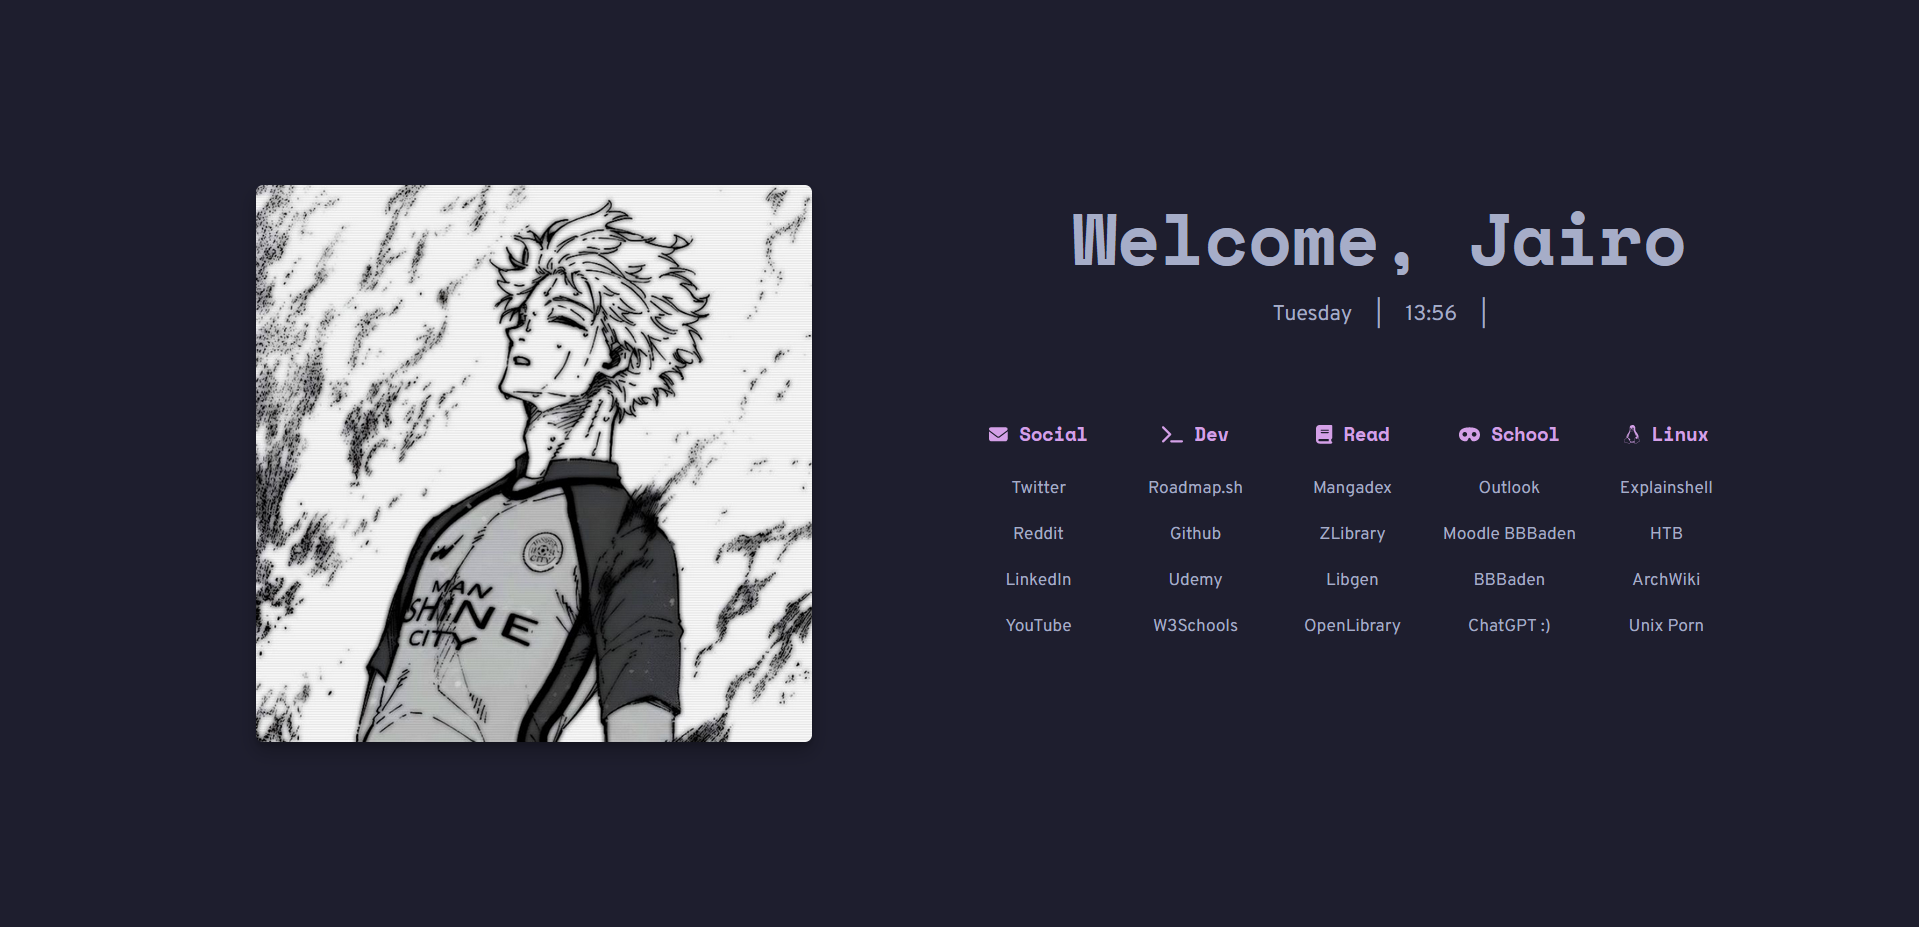 MAN
SHINE
CITY
CITY
Welcome, Jairo
Tuesday | 13:56 |
Social Dev Read School Linux
Twitter Roadmap.sh Mangadex Outlook Explainshell
Reddit Github ZLibrary Moodle BBBaden HTB
LinkedIn Udemy Libgen BBBaden ArchWiki
YouTube W3Schools OpenLibrary ChatGPT :) Unix Porn